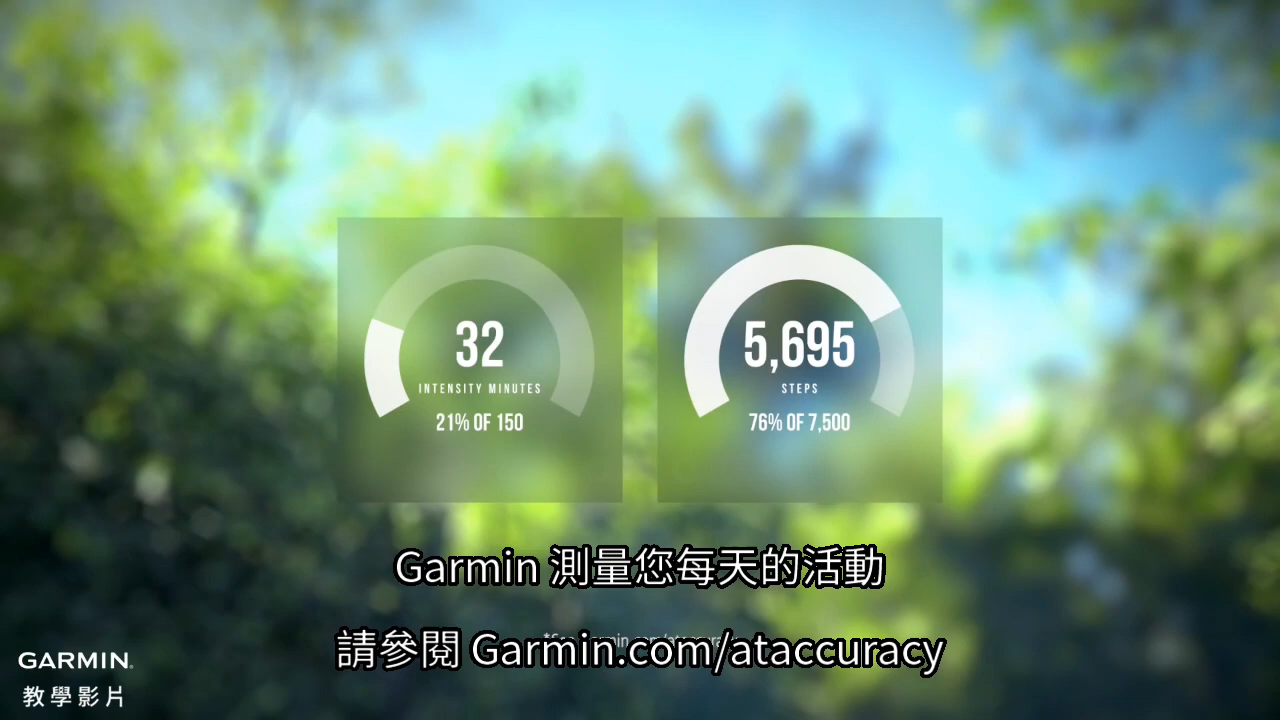 32
INTENSITY MINUTES
21% OF 150
5,695
STEPS
76% OF 7,500
Garmin 測量您每天的活動
請參閱 Garmin.com/ataccuracy
GARMIN
教學影片